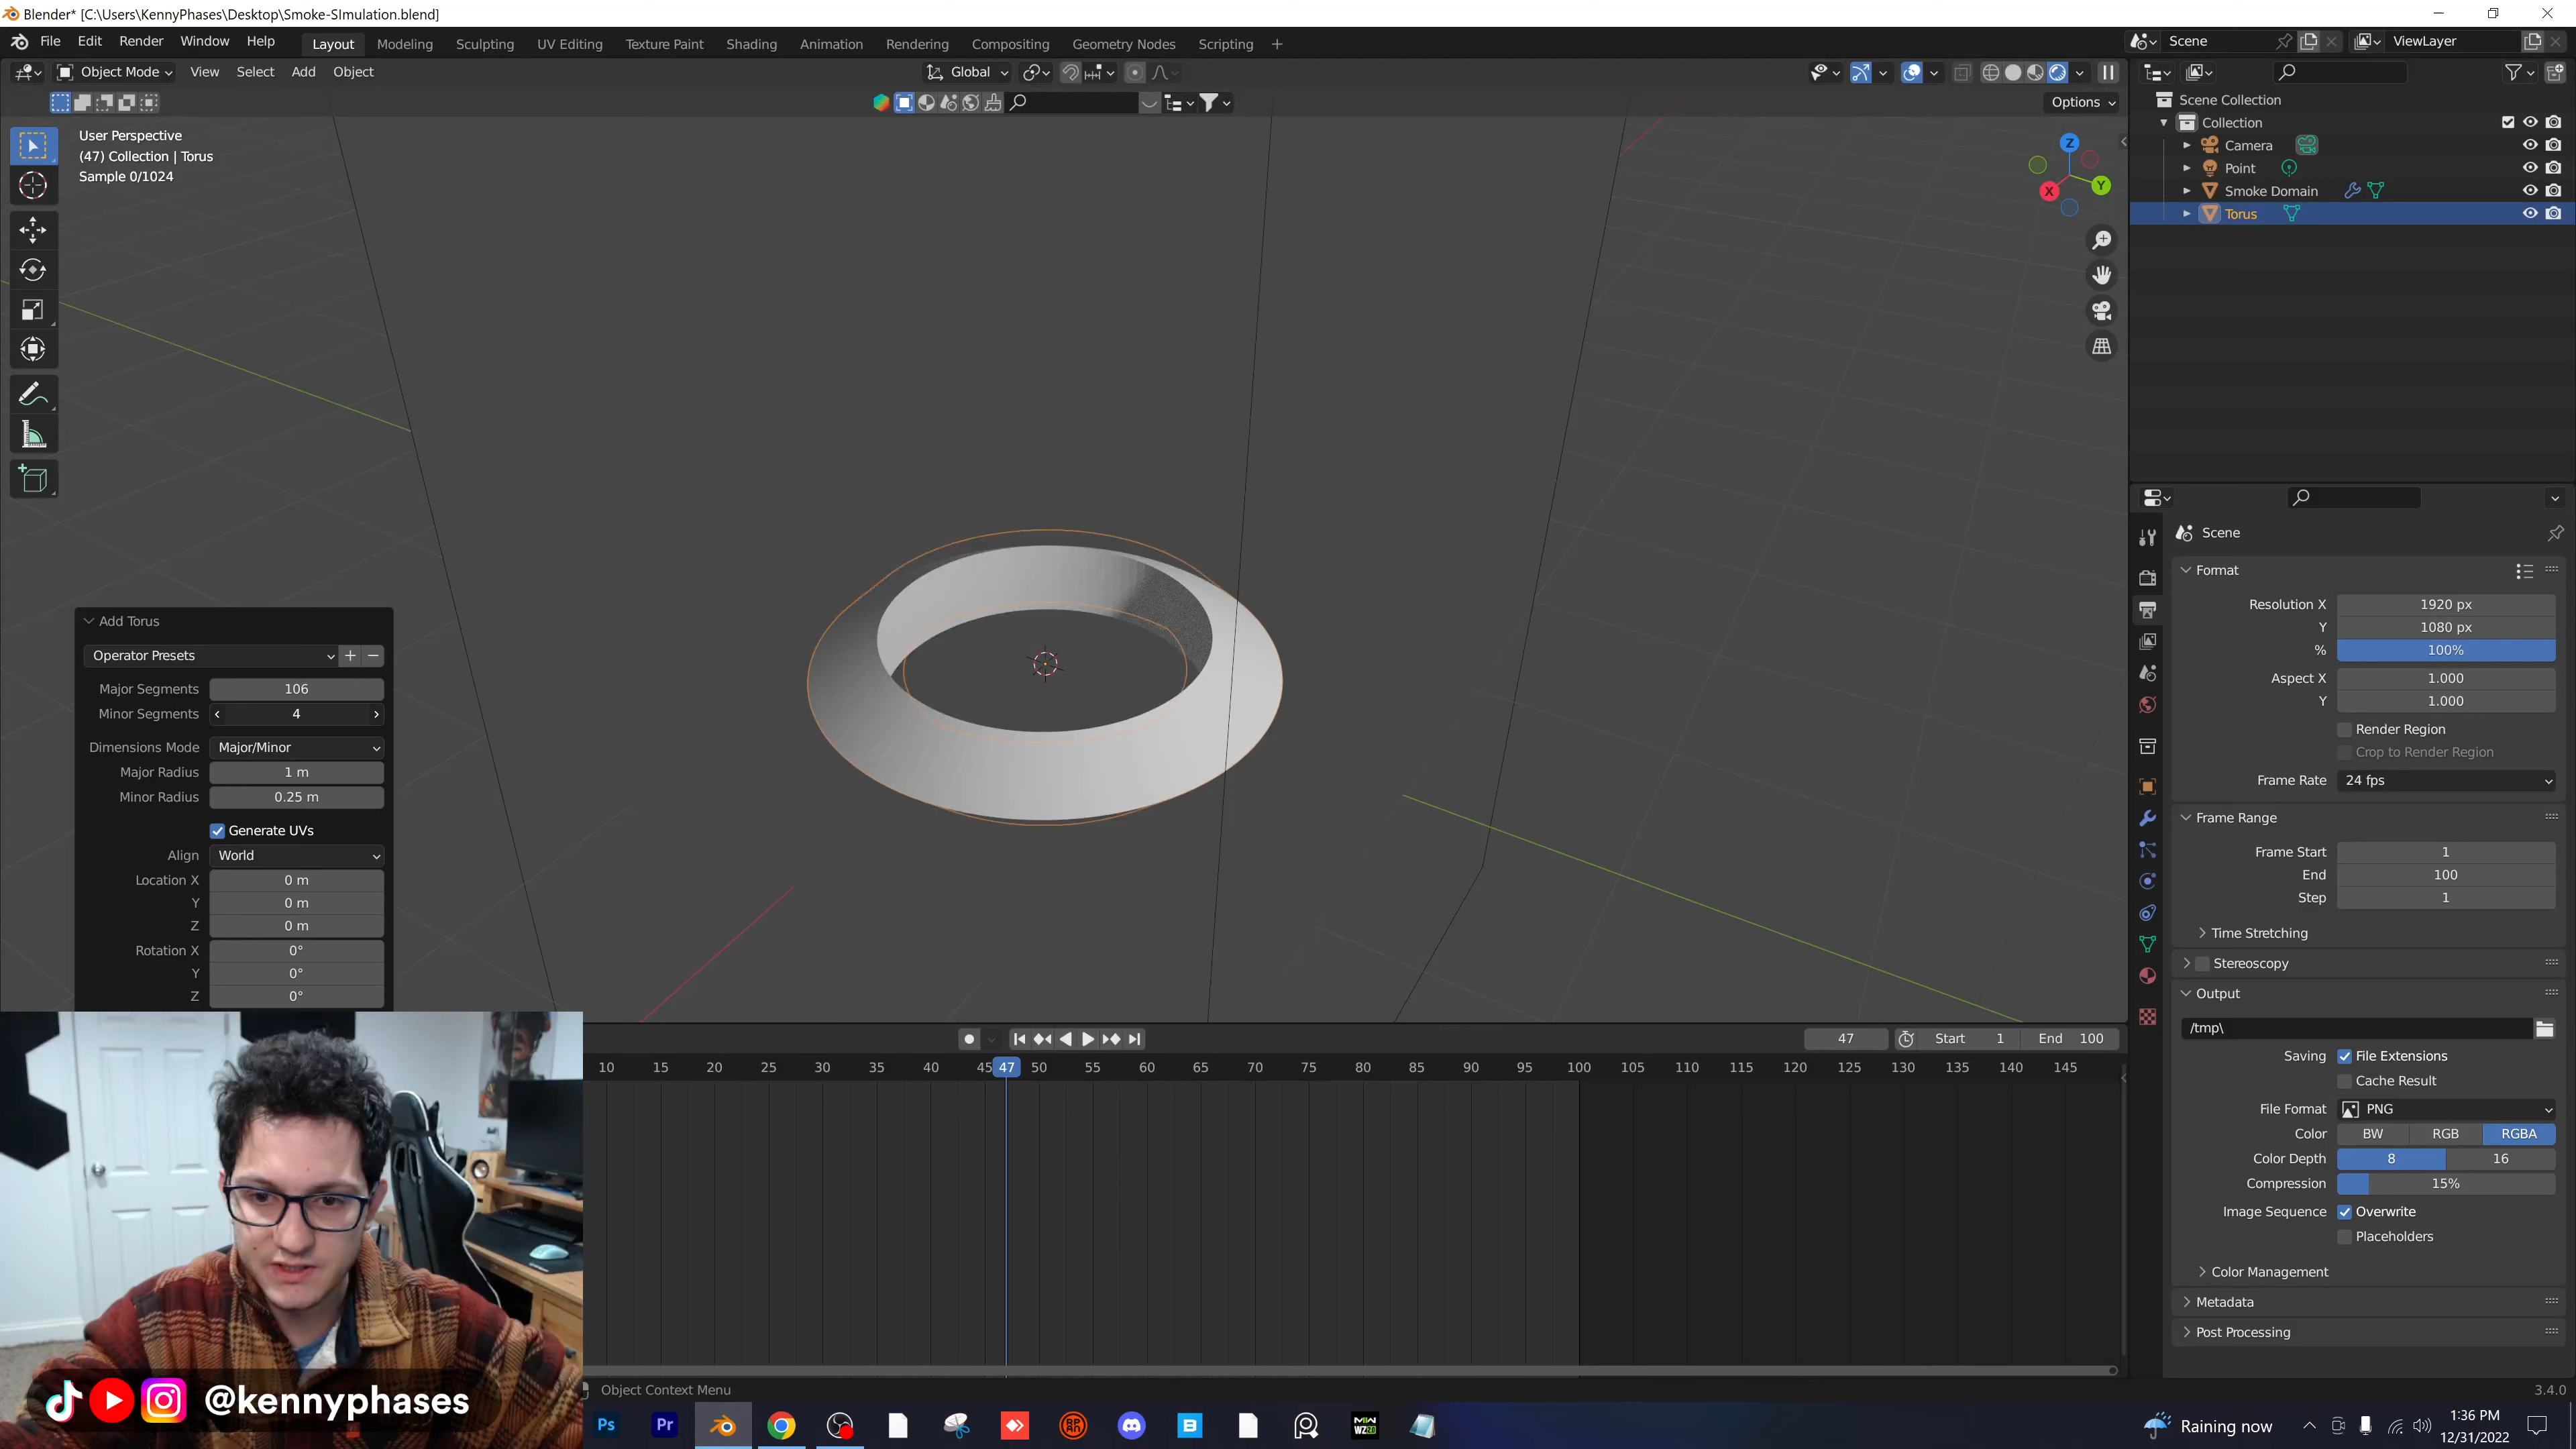 Blender* [C:\Users\KennyPhases\Desktop\Smoke-SImulation.blend]
File Edit Render Window Help Layout Modeling Sculpting UV Editing Texture Paint Shading Animation Rendering Compositing Geometry Nodes Scripting + Scene ViewLayer
Object Mode View Select Add Object Global
Options
User Perspective
(47) Collection | Torus
Sample 0/1024
Z
Y
X
Scene Collection
Collection
Camera
Point
Smoke Domain
Torus
Add Torus
Operator Presets
Major Segments 106
Minor Segments 4
Dimensions Mode Major/Minor
Major Radius 1 m
Minor Radius 0.25 m
Generate UVs
Align World
Location X 0 m
Y 0 m
Z 0 m
Rotation X 0°
Y 0°
Z 0°
Scene
Format
Resolution X 1920 px
Y 1080 px
% 100%
Aspect X 1.000
Y 1.000
Render Region
Crop to Render Region
Frame Rate 24 fps
Frame Range
Frame Start 1
End 100
Step 1
Time Stretching
Stereoscopy
Output
/tmp\
Saving File Extensions
Cache Result
File Format PNG
Color BW RGB RGBA
Color Depth 8 16
Compression 15%
Image Sequence Overwrite
Placeholders
Color Management
Metadata
Post Processing
47 Start 1 End 100
10 15 20 25 30 35 40 45 47 50 55 60 65 70 75 80 85 90 95 100 105 110 115 120 125 130 135 140 145
Object Context Menu
3.4.0
@kennyphases
Ps Pr B MW WZ2.0
Raining now
1:36 PM
12/31/2022